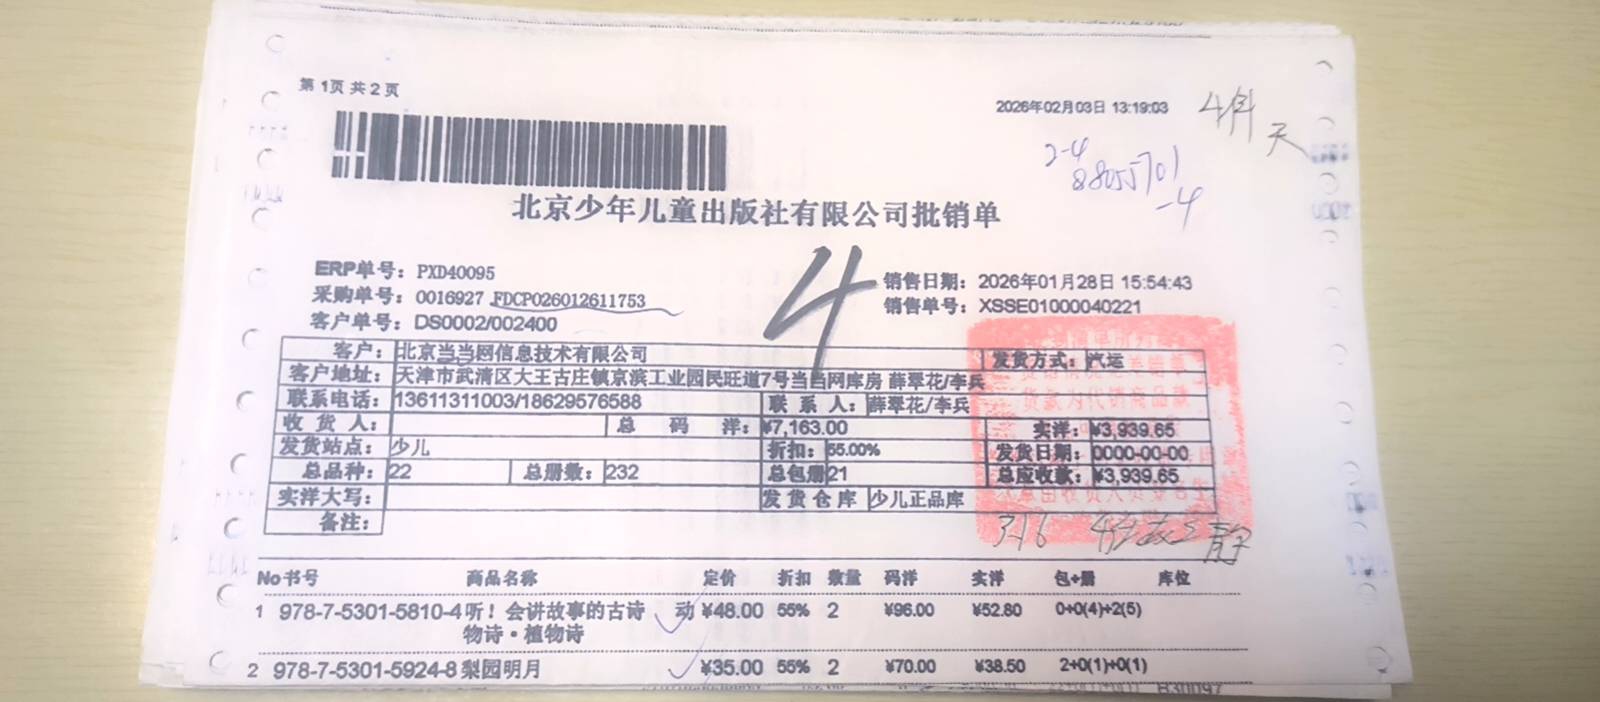 第 1页 共 2 页
2026年02月03日 13:19:03
4件
天
2-4
88055701
-4
北京少年儿童出版社有限公司批销单
4
ERP单号: PXD40095
销售日期: 2026年01月28日 15:54:43
采购单号: 0016927 FDCP026012611753
销售单号: XSSE01000040221
客户单号: DS0002/002400
客户: 北京当当网信息技术有限公司 发货方式: 汽运
客户地址: 天津市武清区大王古庄镇京滨工业园民旺道7号当当网库房 薛翠花/李兵
联系电话: 13611311003/18629576588 联 系 人: 薛翠花/李兵
收 货 人: 总 码 洋: ¥7,163.00 实洋: ¥3,939.65
发货站点: 少儿 折扣: 55.00% 发货日期: 0000-00-00
总品种: 22 总册数: 232 总包册21 总应收款: ¥3,939.65
实洋大写: 发 货 仓 库 少儿正品库
备注:
No 书号 商品名称 定价 折扣 数量 码洋 实洋 包+册 库位
1 978-7-5301-5810-4 听！会讲故事的古诗 动 ¥48.00 55% 2 ¥96.00 ¥52.80 0+0(4)+2(5)
物诗·植物诗
2 978-7-5301-5924-8 梨园明月 ¥35.00 55% 2 ¥70.00 ¥38.50 2+0(1)+0(1)